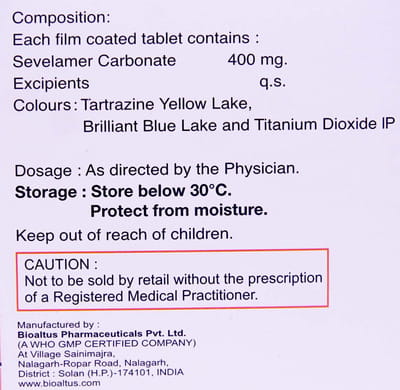 Composition:
Each film coated tablet contains :
Sevelamer Carbonate 400 mg.
Excipients q.s.
Colours : Tartrazine Yellow Lake,
Brilliant Blue Lake and Titanium Dioxide IP
Dosage : As directed by the Physician.
Storage : Store below 30°C.
Protect from moisture.
Keep out of reach of children.
CAUTION :
Not to be sold by retail without the prescription
of a Registered Medical Practitioner.
Manufactured by :
Bioaltus Pharmaceuticals Pvt. Ltd.
(A WHO GMP CERTIFIED COMPANY)
At Village Sainimajra,
Nalagarh-Ropar Road, Nalagarh,
District : Solan (H.P.)-174101, INDIA
www.bioaltus.com